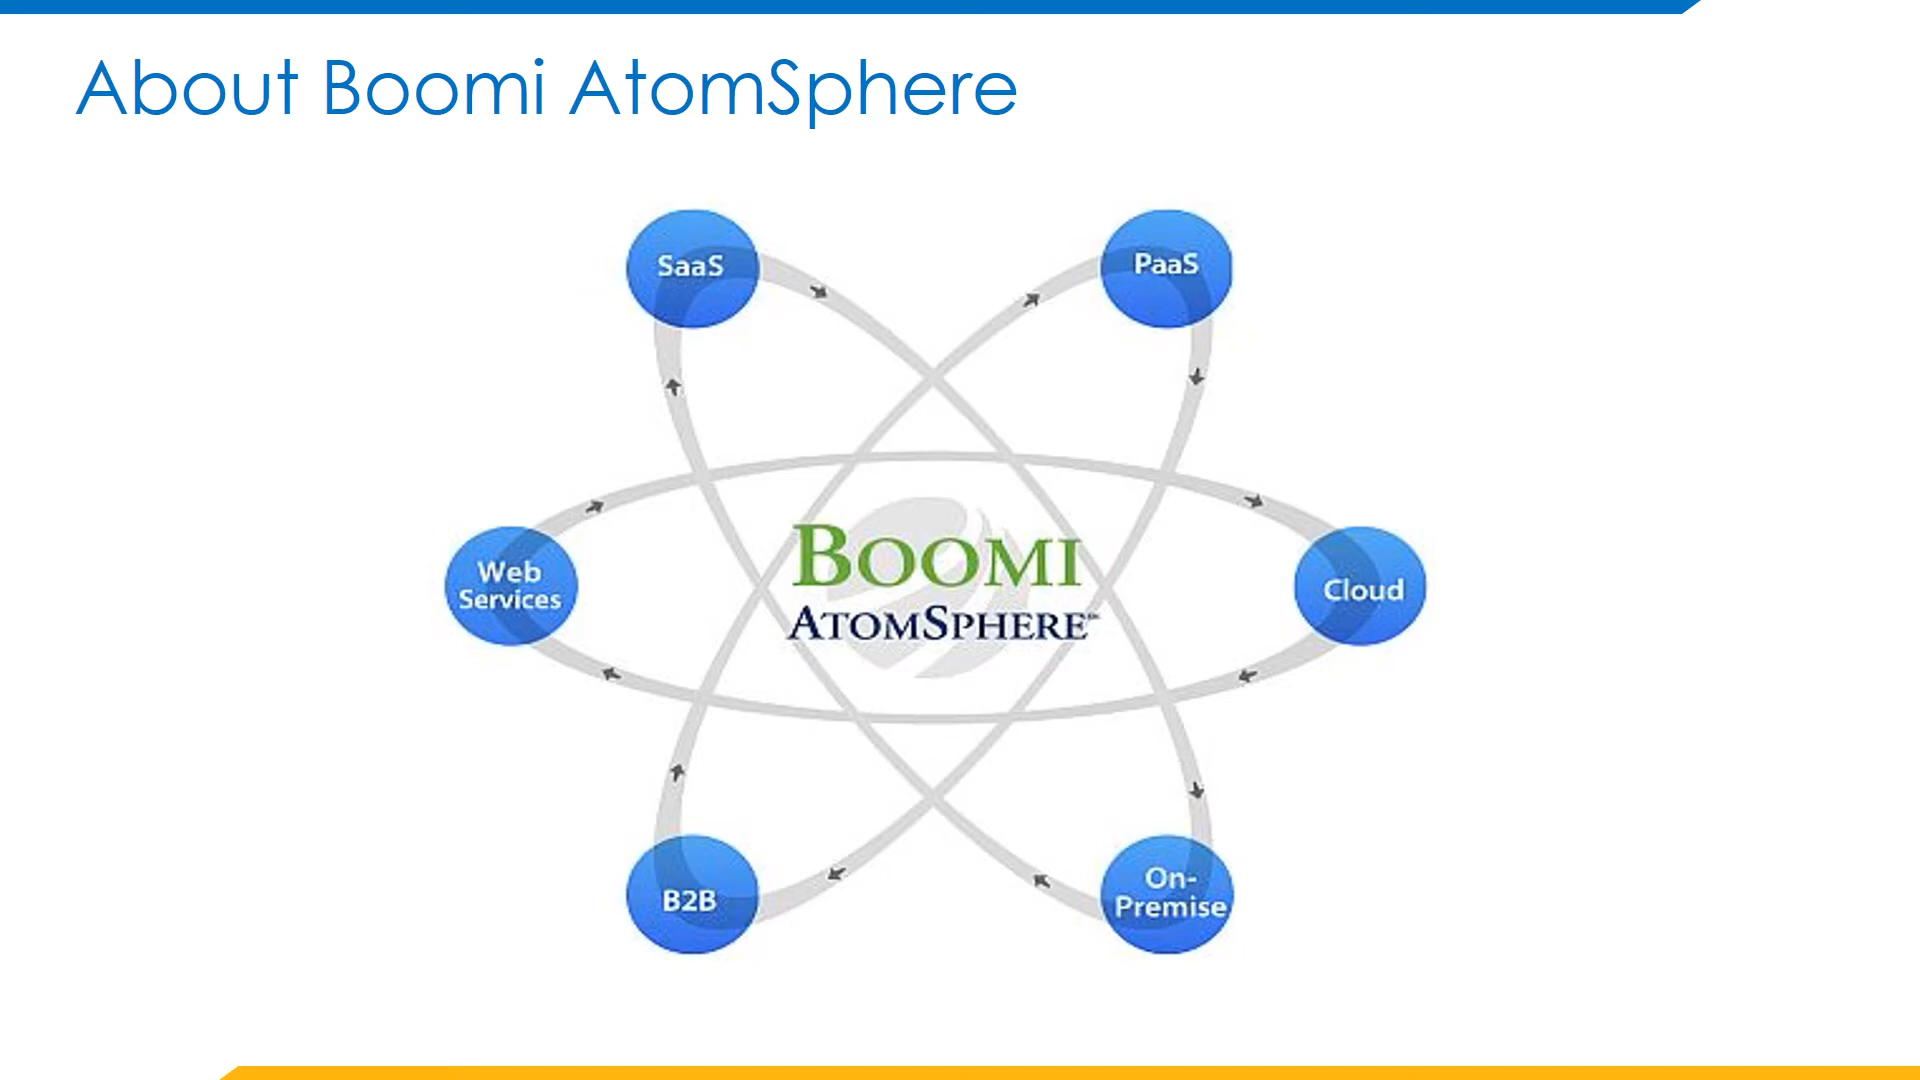 About Boomi AtomSphere
SaaS
PaaS
Web
Services
BOOMI
ATOMSPHERE
Cloud
B2B
On-
Premise